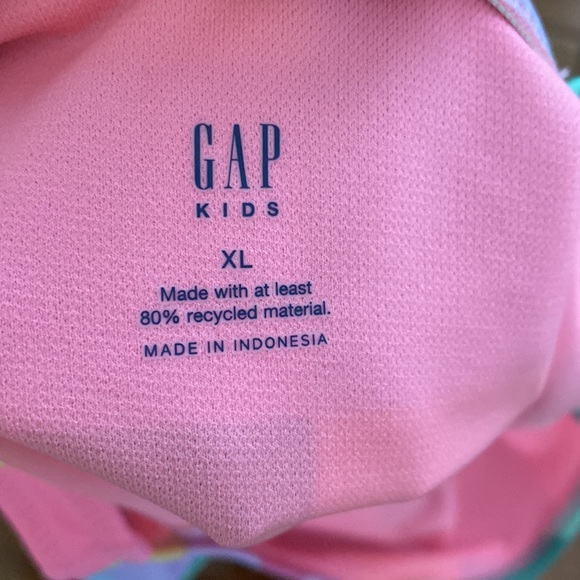 GAP
KIDS
XL
Made with at least
80% recycled material.
MADE IN INDONESIA